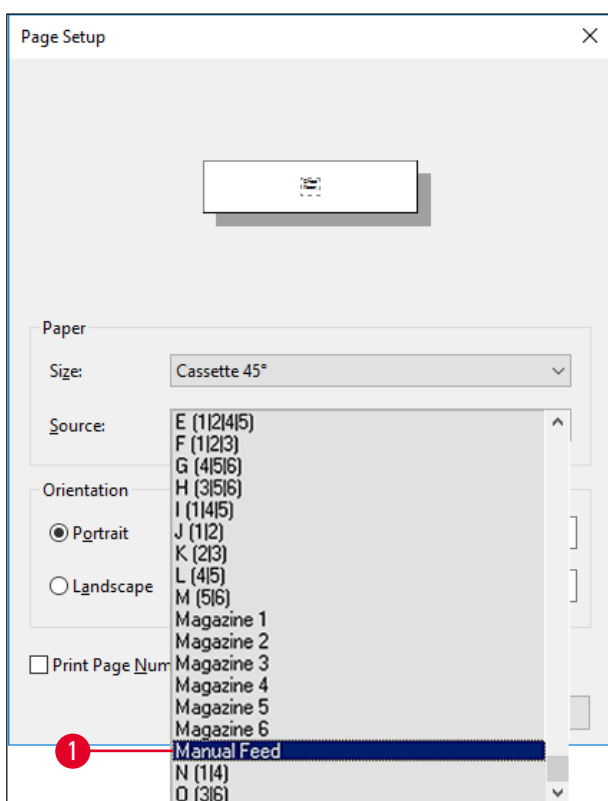 Page Setup
Paper
Size:
Cassette 45°
Source:
E (1|2|4|5)
F (1|2|3)
G (4|5|6)
H (3|5|6)
I (1|4|5)
J (1|2)
K (2|3)
L (4|5)
M (5|6)
Magazine 1
Magazine 2
Magazine 3
Magazine 4
Magazine 5
Magazine 6
Manual Feed
N (1|4)
O (3|6)
Orientation
Portrait
Landscape
Print Page Num
1